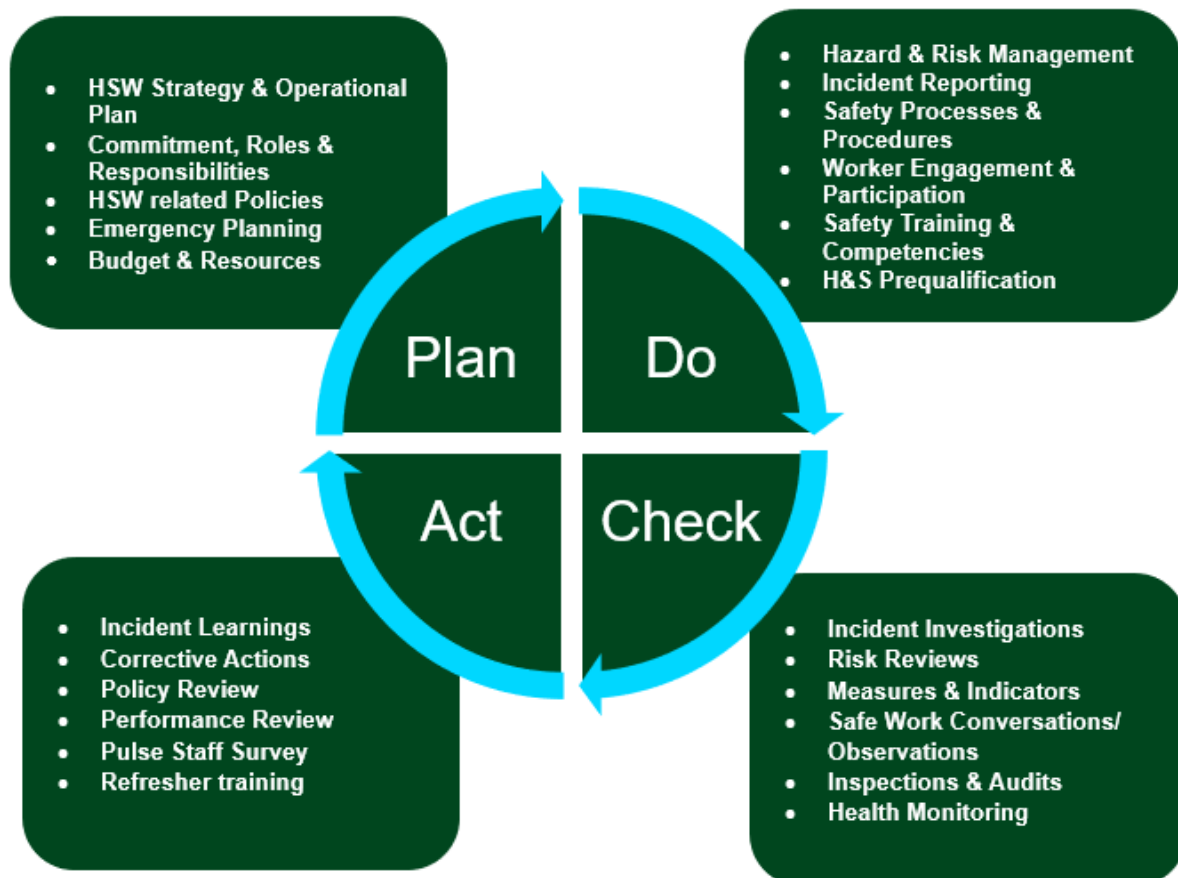 • HSW Strategy & Operational
Plan
• Commitment, Roles &
Responsibilities
• HSW related Policies
• Emergency Planning
• Budget & Resources
• Hazard & Risk Management
• Incident Reporting
• Safety Processes &
Procedures
• Worker Engagement &
Participation
• Safety Training &
Competencies
• H&S Prequalification
Plan
Do
Act
Check
• Incident Learnings
• Corrective Actions
• Policy Review
• Performance Review
• Pulse Staff Survey
• Refresher training
• Incident Investigations
• Risk Reviews
• Measures & Indicators
• Safe Work Conversations/
Observations
• Inspections & Audits
• Health Monitoring